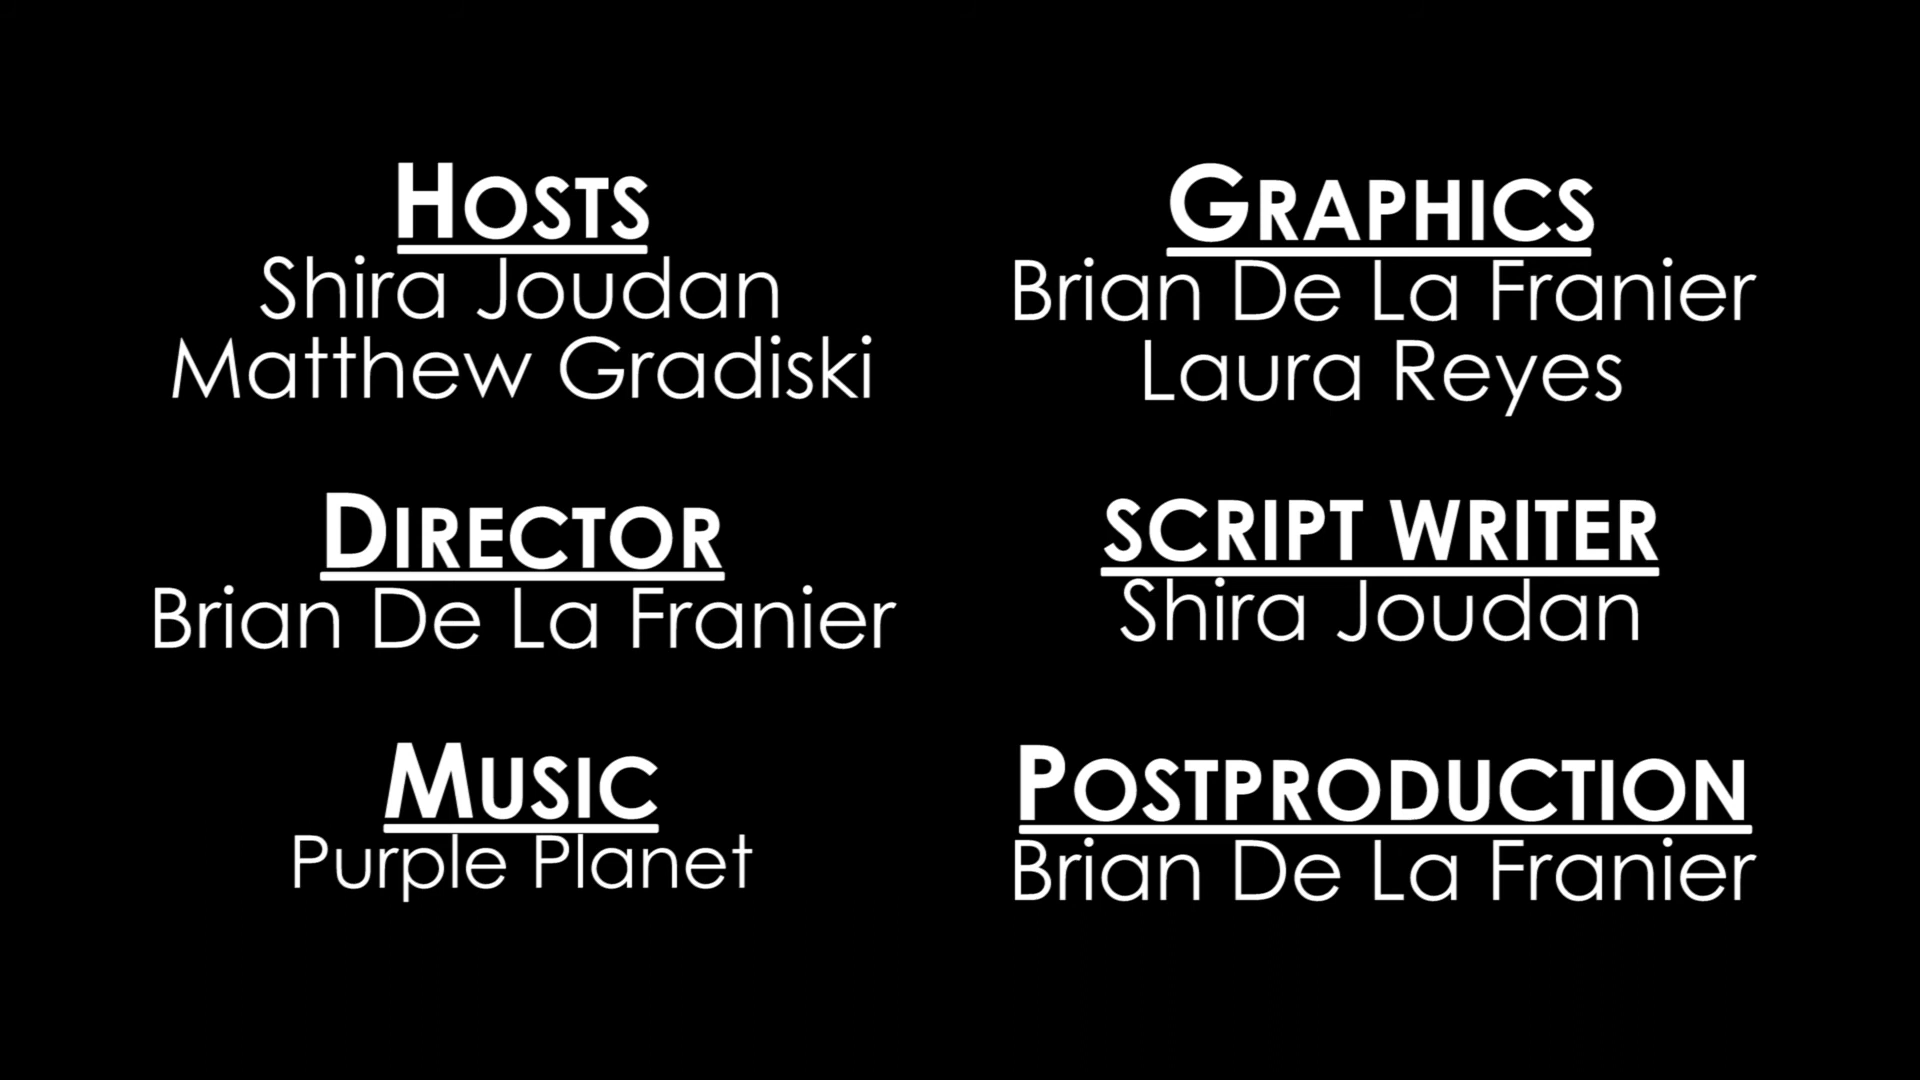 Hosts
Shira Joudan
Matthew Gradiski
Director
Brian De La Franier
Music
Purple Planet
Graphics
Brian De La Franier
Laura Reyes
SCRIPT WRITER
Shira Joudan
Postproduction
Brian De La Franier